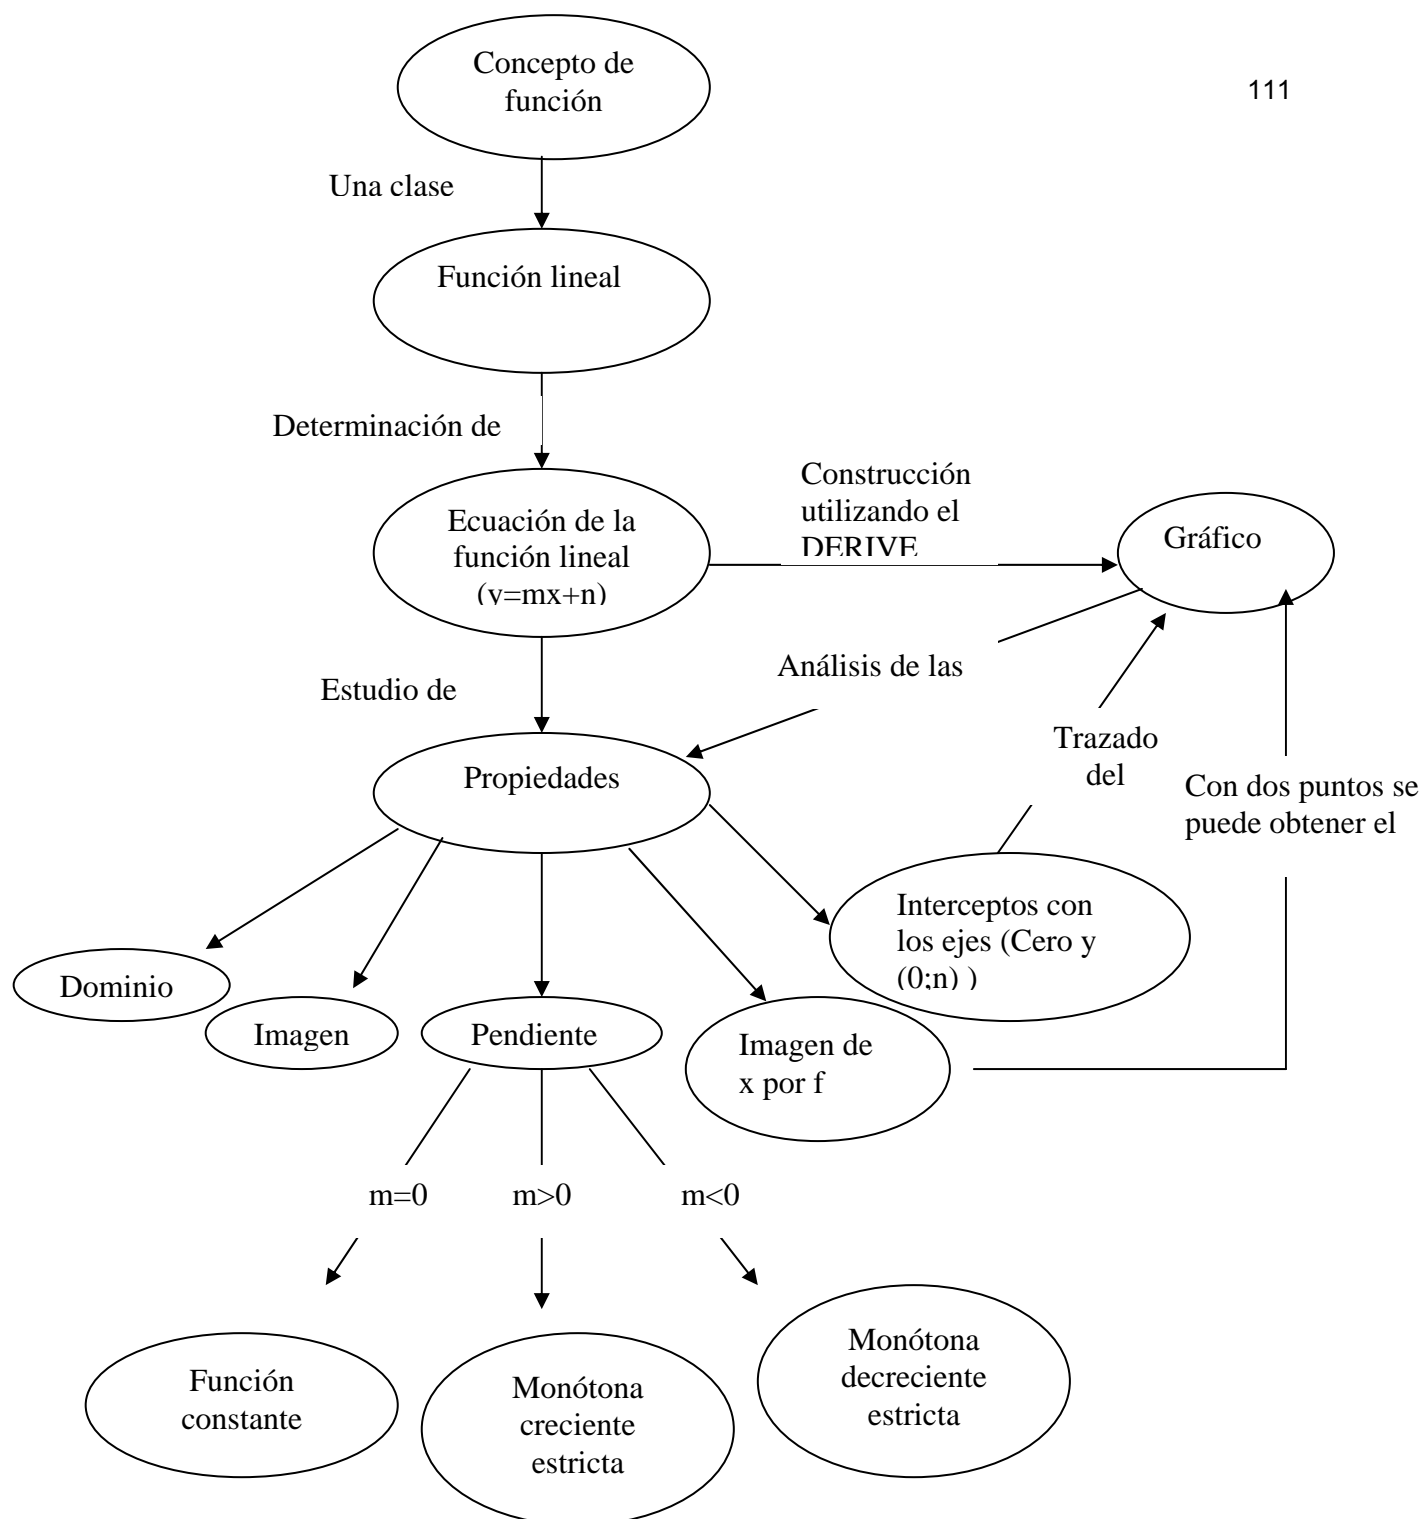 Concepto de
función
111
Una clase
Función lineal
Determinación de
Ecuación de la
función lineal
(y=mx+n)
Construcción
utilizando el
DERIVE
Gráfico
Estudio de
Análisis de las
Trazado
del
Con dos puntos se
puede obtener el
Propiedades
Interceptos con
los ejes (Cero y
(0;n) )
Dominio
Imagen
Pendiente
Imagen de
x por f
m=0
m>0
m<0
Función
constante
Monótona
creciente
estricta
Monótona
decreciente
estricta